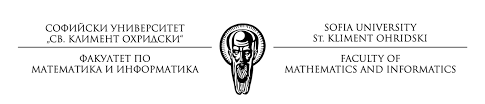 СОФИЙСКИ УНИВЕРСИТЕТ
„СВ. КЛИМЕНТ ОХРИДСКИ“
ФАКУЛТЕТ ПО
МАТЕМАТИКА И ИНФОРМАТИКА
SOFIA UNIVERSITY
ST. KLIMENT OHRIDSKI
FACULTY OF
MATHEMATICS AND INFORMATICS